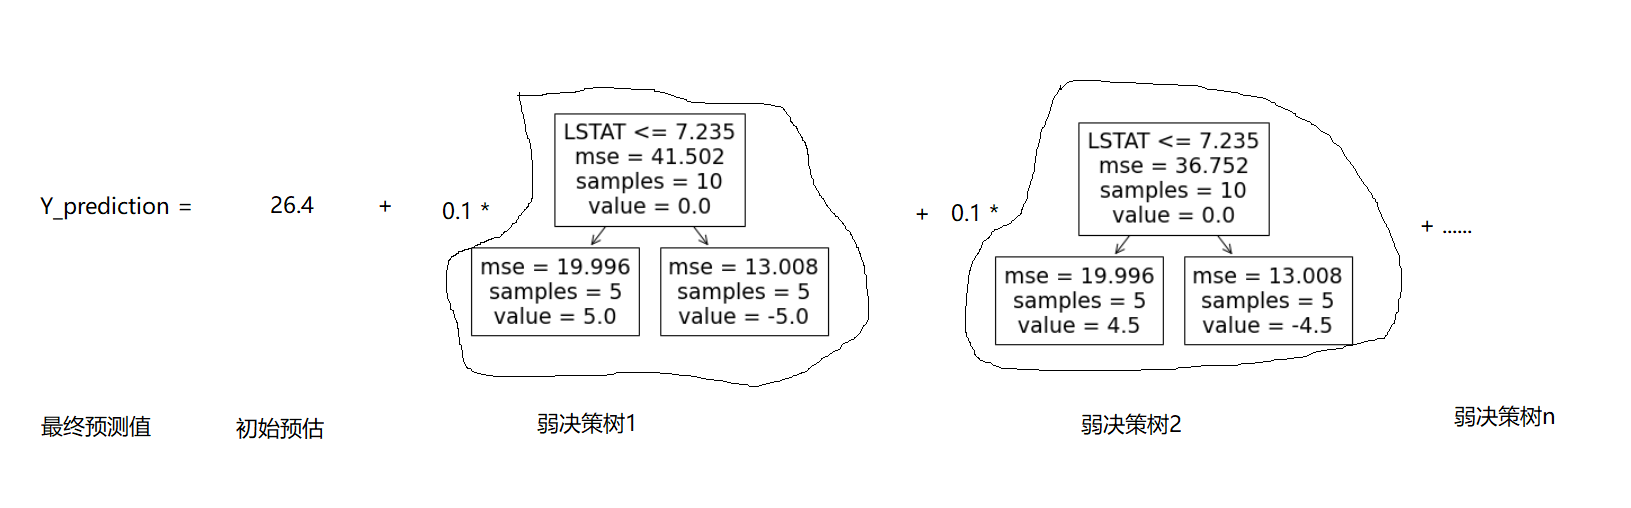 Y_prediction =
26.4
+
0.1 *
LSTAT <= 7.235
mse = 41.502
samples = 10
value = 0.0
mse = 19.996
samples = 5
value = 5.0
mse = 13.008
samples = 5
value = -5.0
+
0.1 *
LSTAT <= 7.235
mse = 36.752
samples = 10
value = 0.0
mse = 19.996
samples = 5
value = 4.5
mse = 13.008
samples = 5
value = -4.5
+ ......
最终预测值
初始预估
弱决策树1
弱决策树2
弱决策树n